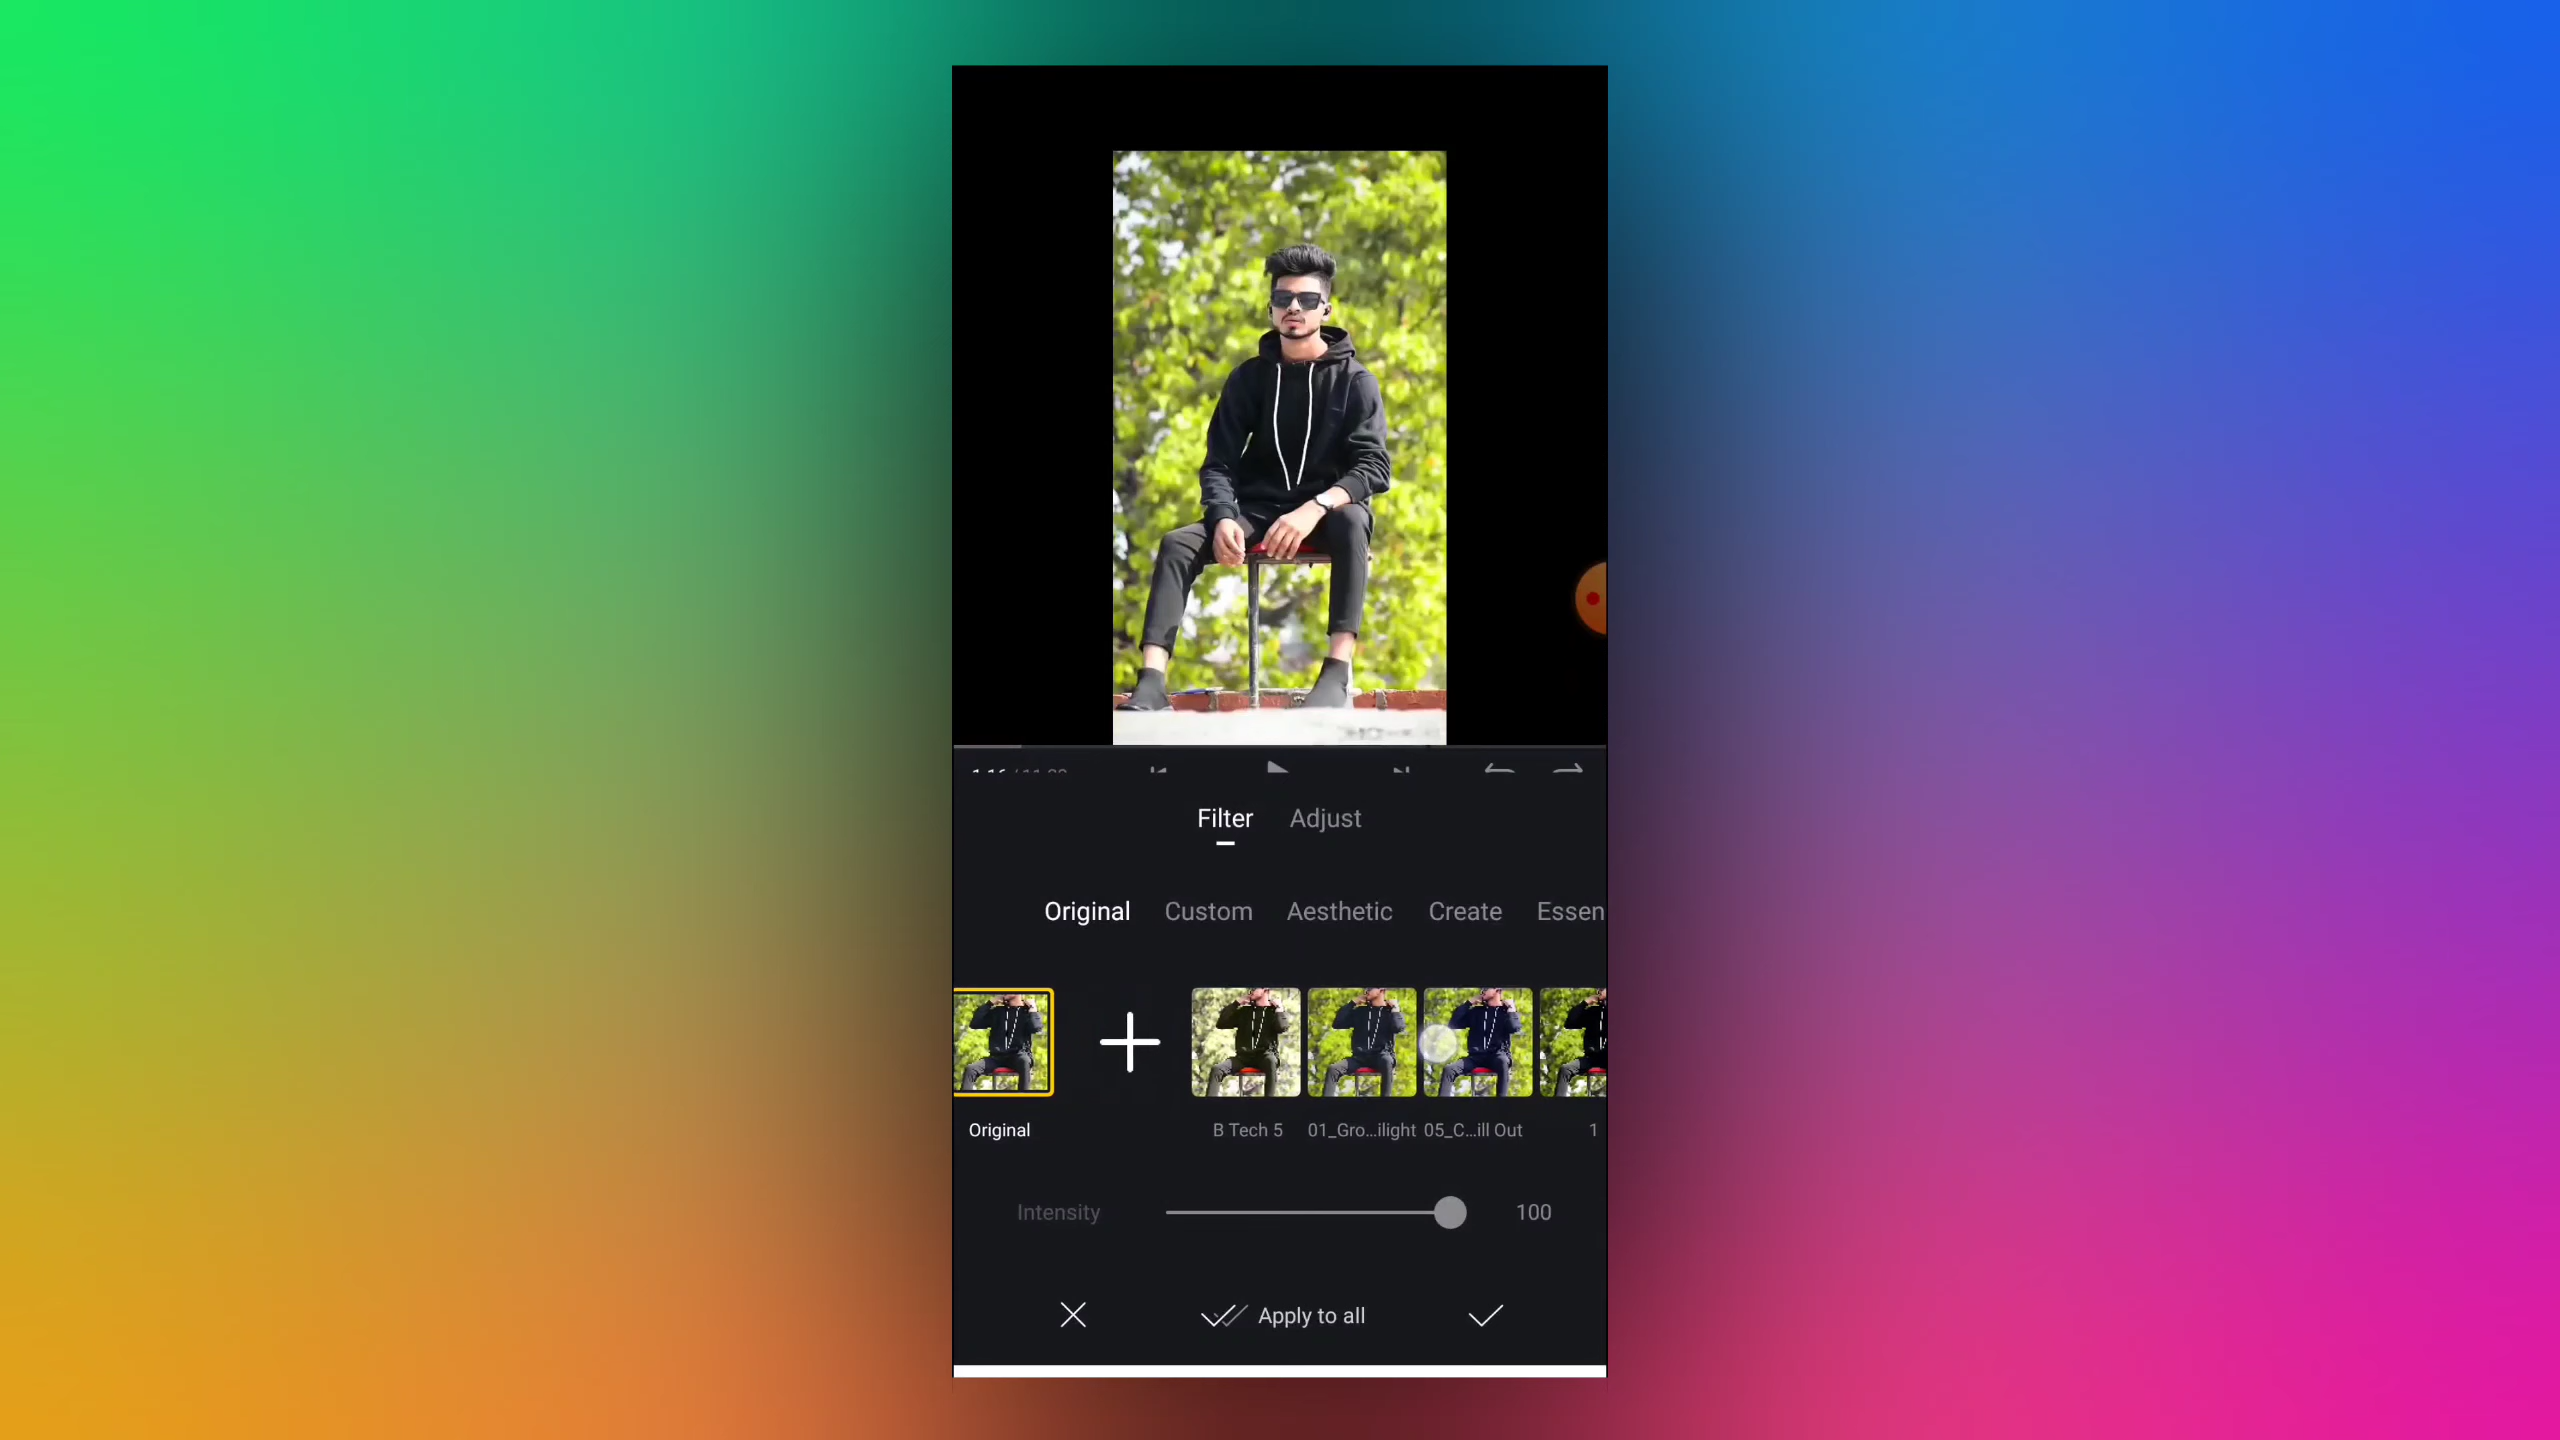 Filter Adjust
Original Custom Aesthetic Create Essen
Original B Tech 5 01_Gro...ilight 05_C...ill Out 1
Intensity 100
Apply to all